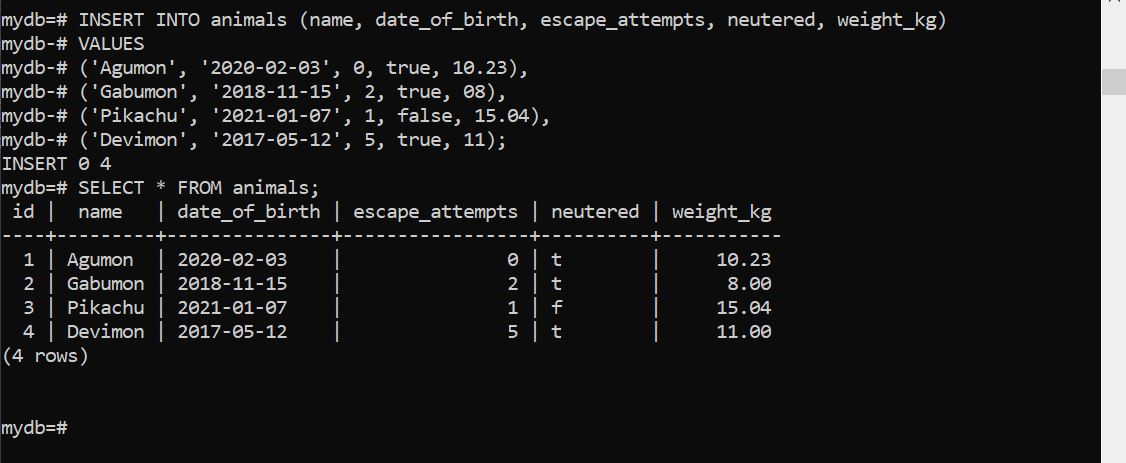 mydb=# INSERT INTO animals (name, date_of_birth, escape_attempts, neutered, weight_kg)
mydb-# VALUES
mydb-# ('Agumon', '2020-02-03', 0, true, 10.23),
mydb-# ('Gabumon', '2018-11-15', 2, true, 08),
mydb-# ('Pikachu', '2021-01-07', 1, false, 15.04),
mydb-# ('Devimon', '2017-05-12', 5, true, 11);
INSERT 0 4
mydb=# SELECT * FROM animals;
 id |  name   | date_of_birth | escape_attempts | neutered | weight_kg
----+---------+---------------+-----------------+----------+-----------
  1 | Agumon  | 2020-02-03    |               0 | t        |     10.23
  2 | Gabumon | 2018-11-15    |               2 | t        |      8.00
  3 | Pikachu | 2021-01-07    |               1 | f        |     15.04
  4 | Devimon | 2017-05-12    |               5 | t        |     11.00
(4 rows)
mydb=#